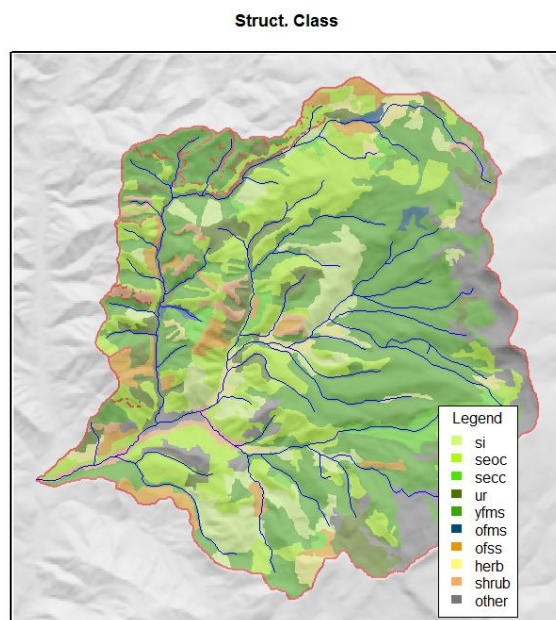 Struct. Class
Legend
si
seoc
secc
ur
yfms
ofms
ofss
herb
shrub
other